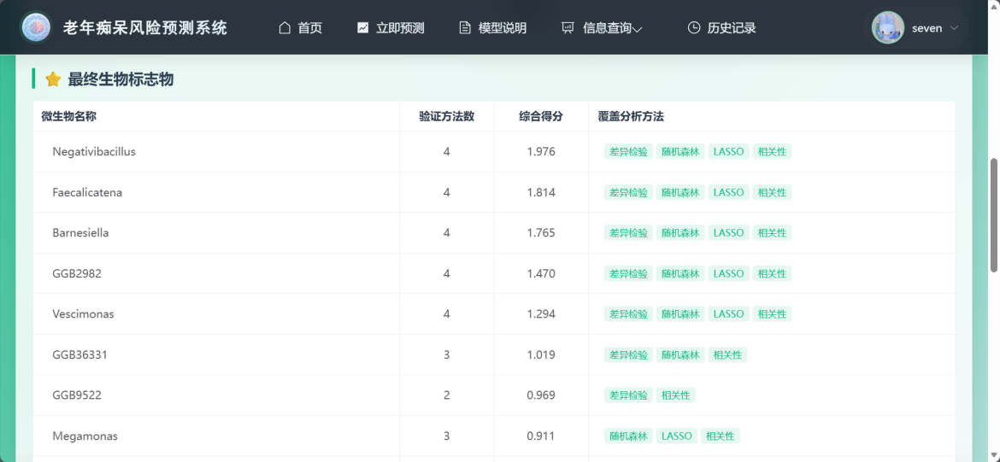 老年痴呆风险预测系统 首页 立即预测 模型说明 信息查询 历史记录 seven
最终生物标志物
微生物名称 验证方法数 综合得分 覆盖分析方法
Negativibacillus 4 1.976 差异检验 随机森林 LASSO 相关性
Faecalicatena 4 1.814 差异检验 随机森林 LASSO 相关性
Barnesiella 4 1.765 差异检验 随机森林 LASSO 相关性
GGB2982 4 1.470 差异检验 随机森林 LASSO 相关性
Vescimonas 4 1.294 差异检验 随机森林 LASSO 相关性
GGB36331 3 1.019 差异检验 随机森林 相关性
GGB9522 2 0.969 差异检验 相关性
Megamonas 3 0.911 随机森林 LASSO 相关性